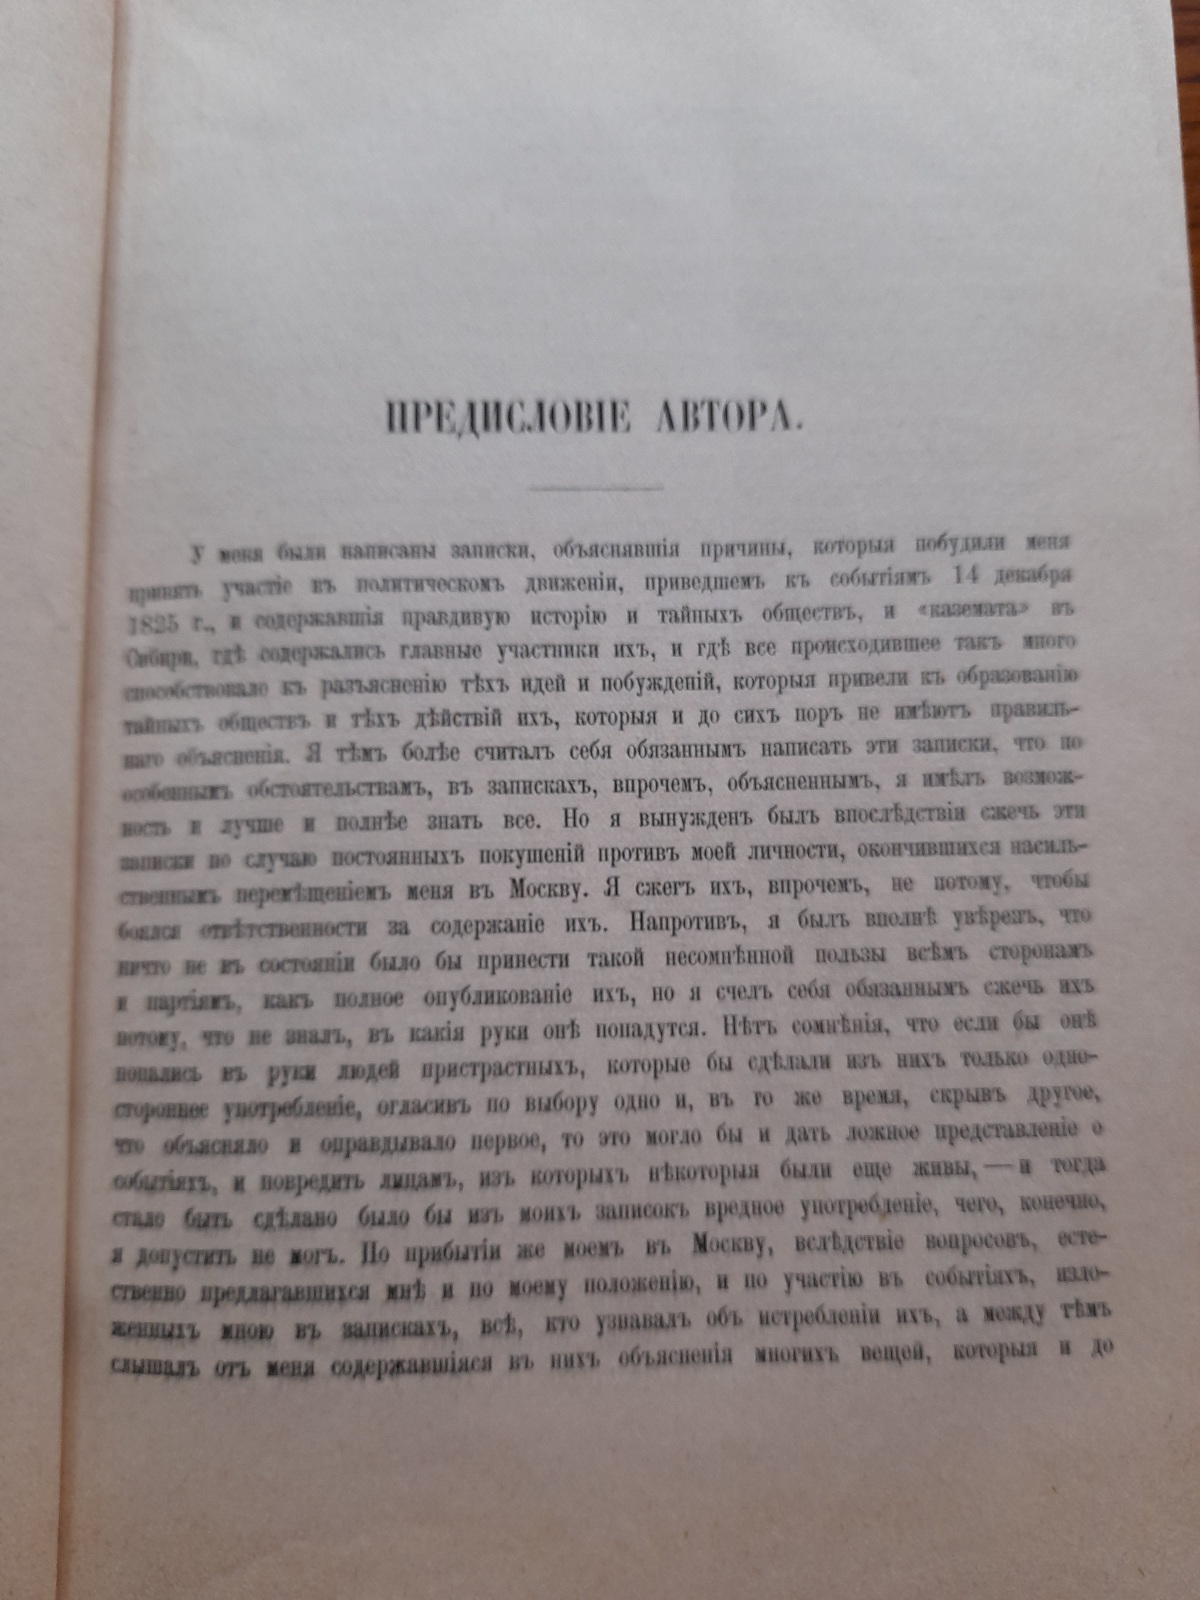 ПРЕДИСЛОВІЕ АВТОРА.
У меня были написаны записки, объяснявшія причины, которыя побудили меня
принять участіе въ политическомъ движеніи, приведшемъ къ событіямъ 14 декабря
1825 г., и содержавшія правдивую исторію и тайныхъ обществъ, и «каземата» въ
Сибири, гдѣ содержались главные участники ихъ, и гдѣ все происходившее такъ много
способствовало къ разъясненію тѣхъ идей и побужденій, которыя привели къ образованію
тайныхъ обществъ и тѣхъ дѣйствій ихъ, которыя и до сихъ поръ не имѣютъ правиль-
наго объясненія. Я тѣмъ болѣе считалъ себя обязаннымъ написать эти записки, что по
особеннымъ обстоятельствамъ, въ запискахъ, впрочемъ, объясненнымъ, я имѣлъ возмож-
ность и лучше и полнѣе знать все. Но я вынужденъ былъ впослѣдствіи сжечь эти
записки по случаю постоянныхъ покушеній противъ моей личности, окончившихся насиль-
ственнымъ перемѣщеніемъ меня въ Москву. Я сжегъ ихъ, впрочемъ, не потому, чтобы
боялся отвѣтственности за содержаніе ихъ. Напротивъ, я былъ вполнѣ увѣренъ, что
ничто не въ состояніи было бы принести такой несомнѣнной пользы всѣмъ сторонамъ
и партіямъ, какъ полное опубликованіе ихъ, но я счелъ себя обязаннымъ сжечь ихъ
потому, что не зналъ, въ какія руки онѣ попадутся. Нѣтъ сомнѣнія, что если бы онѣ
попались въ руки людей пристрастныхъ, которые бы сдѣлали изъ нихъ только одно-
стороннее употребленіе, огласивъ по выбору одно и, въ то же время, скрывъ другое,
что объясняло и оправдывало первое, то это могло бы и дать ложное представленіе о
событіяхъ, и повредить лицамъ, изъ которыхъ нѣкоторыя были еще живы, — и тогда
стало быть сдѣлано было бы изъ моихъ записокъ вредное употребленіе, чего, конечно,
я допустить не могъ. По прибытіи же моемъ въ Москву, вслѣдствіе вопросовъ, есте-
ственно предлагавшихся мнѣ и по моему положенію, и по участію въ событіяхъ, изло-
женныхъ мною въ запискахъ, всѣ, кто узнавалъ объ истребленіи ихъ, а между тѣмъ
слышалъ отъ меня содержавшіяся въ нихъ объясненія многихъ вещей, которыя и до